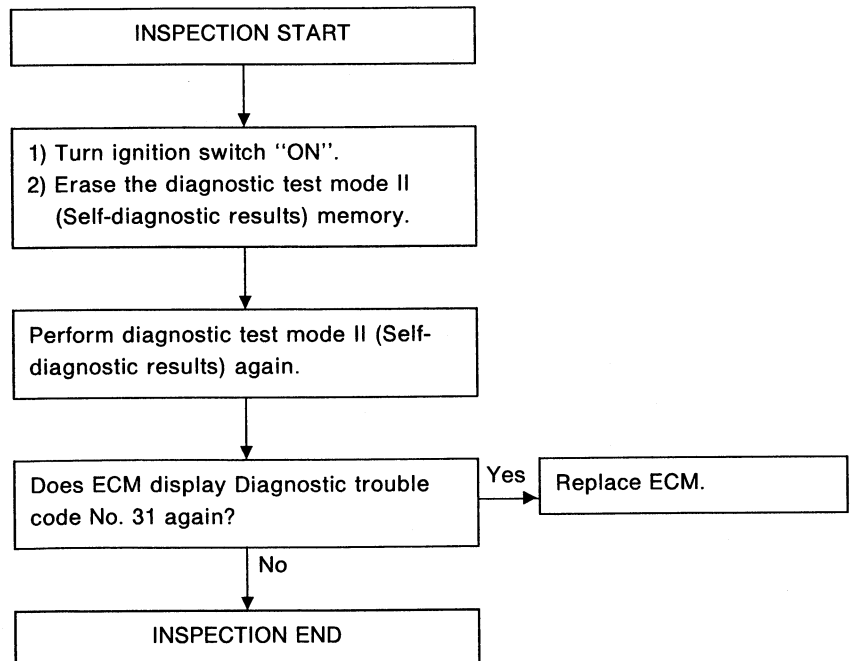 INSPECTION START
1) Turn ignition switch “ON”.
2) Erase the diagnostic test mode II
(Self-diagnostic results) memory.
Perform diagnostic test mode II (Self-
diagnostic results) again.
Does ECM display Diagnostic trouble
code No. 31 again?
Yes
Replace ECM.
No
INSPECTION END